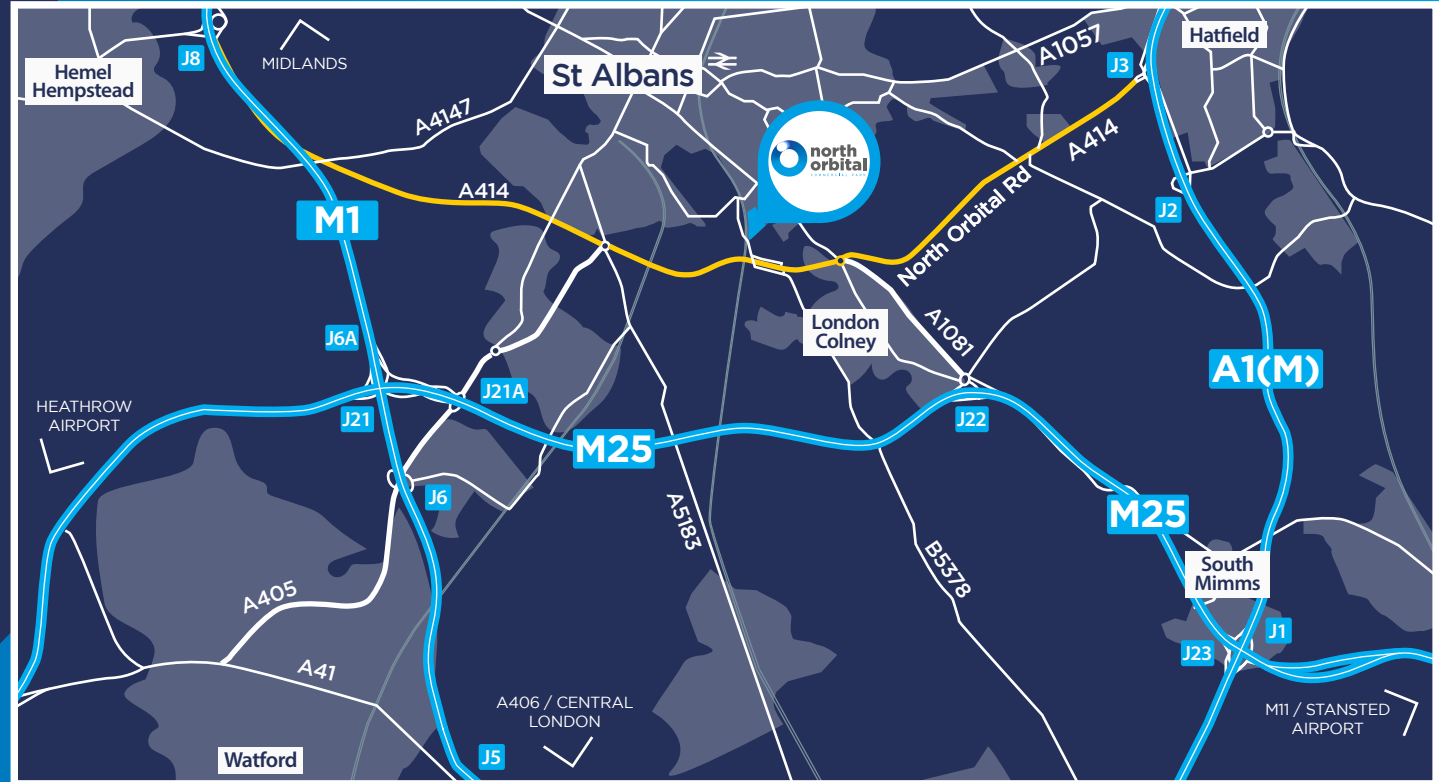 J8
MIDLANDS
Hemel
Hempstead
St Albans
A1057
Hatfield
J3
A4147
north
orbital
COMMERCIAL PARK
A414
A414
North Orbital Rd
J2
M1
J6A
London
Colney
A1081
A1(M)
HEATHROW
AIRPORT
J21
J21A
J22
M25
J6
A5183
M25
B5378
South
Mimms
A405
J1
J23
A41
A406 / CENTRAL
LONDON
M11 / STANSTED
AIRPORT
Watford
J5